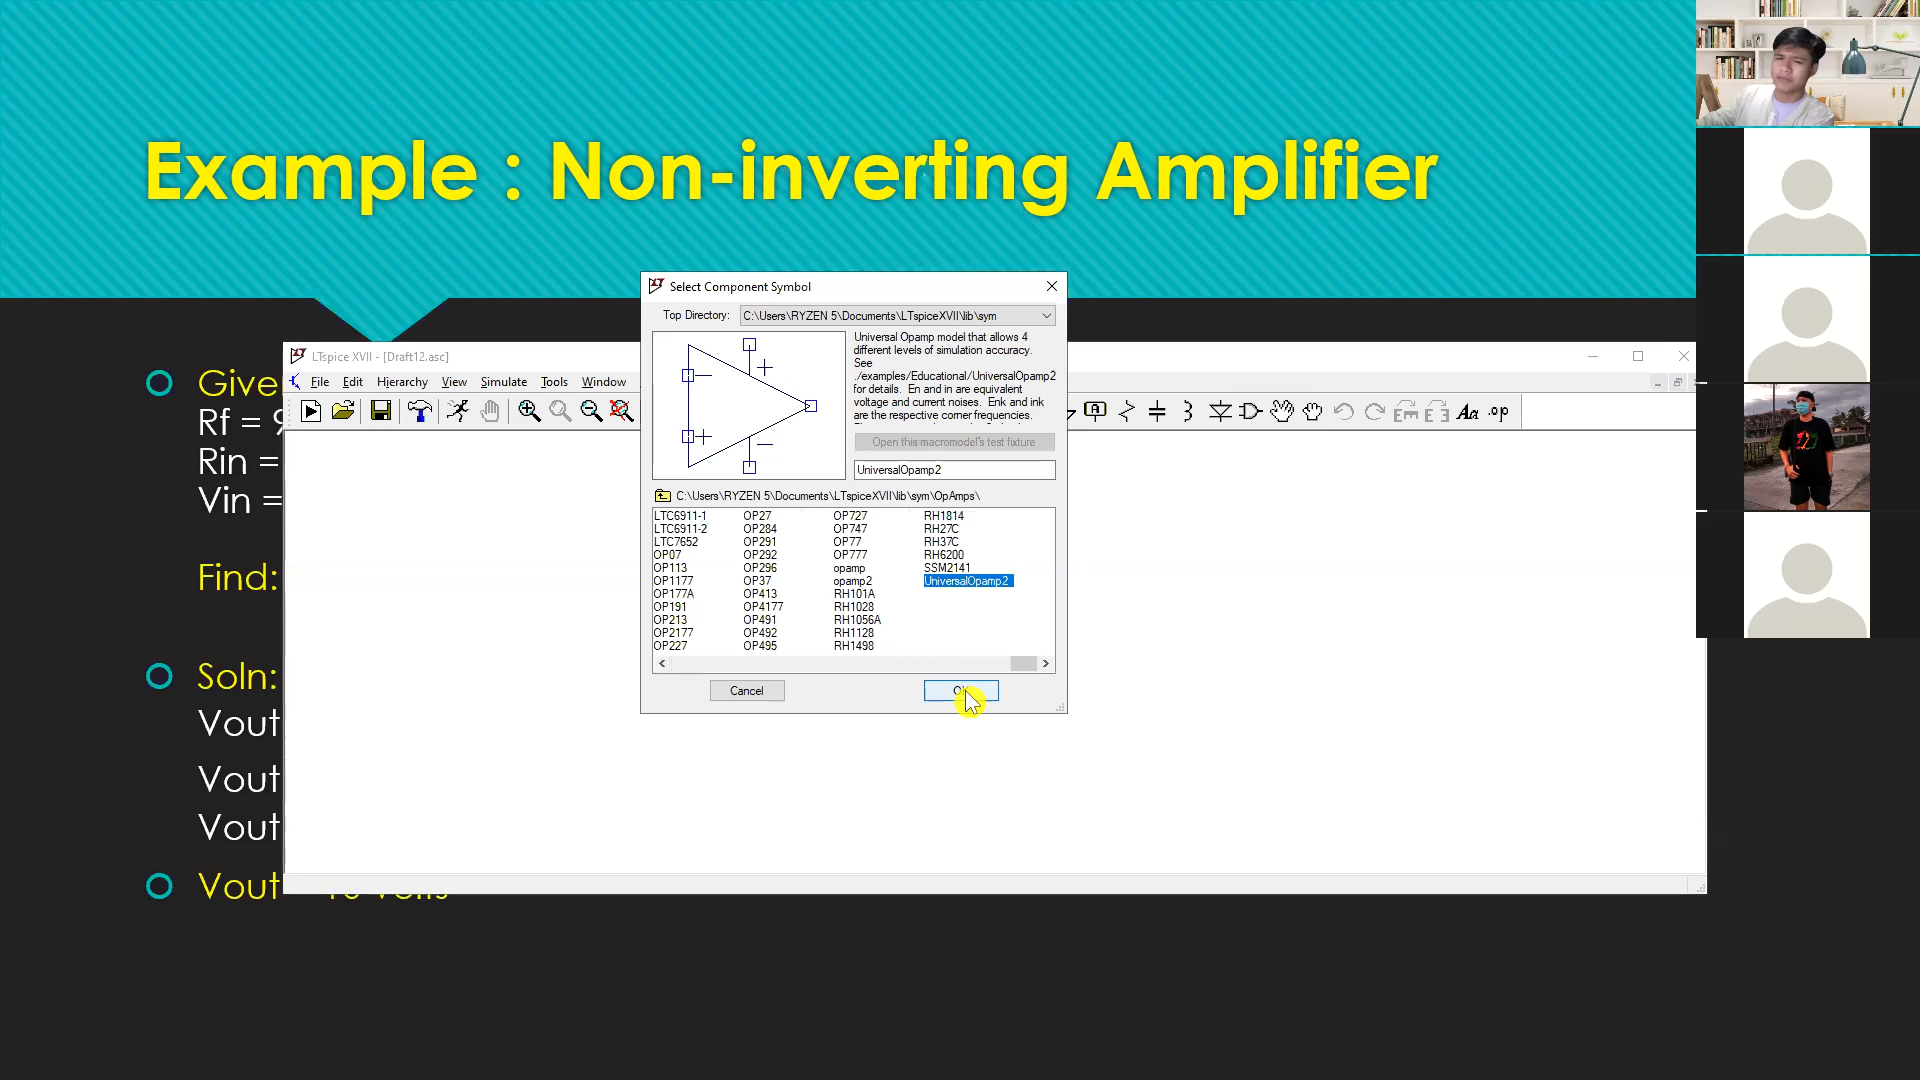 Example : Non-inverting Amplifier
Select Component Symbol
Top Directory:
C:\Users\RYZEN 5\Documents\LTspiceXVII\lib\sym
Universal Opamp model that allows 4
different levels of simulation accuracy.
See
./examples/Educational/UniversalOpamp2
for details. En and in are equivalent
voltage and current noises. Enk and ink
are the respective corner frequencies.
Open this macromodel's test fixture
UniversalOpamp2
C:\Users\RYZEN 5\Documents\LTspiceXVII\lib\sym\OpAmps\
LTC6911-1 OP27 OP727 RH1814
LTC6911-2 OP284 OP747 RH27C
LTC7652 OP291 OP77 RH37C
OP07 OP292 OP777 RH6200
OP113 OP296 opamp SSM2141
OP1177 OP37 opamp2 UniversalOpamp2
OP177A OP413 RH101A
OP191 OP4177 RH1028
OP213 OP491 RH1056A
OP2177 OP492 RH1128
OP227 OP495 RH1498
Cancel
LTspice XVII - [Draft12.asc]
File Edit Hierarchy View Simulate Tools Window
Rf =
Rin =
Vin =
Find:
Soln:
Vout
Vout
Vout
Vout